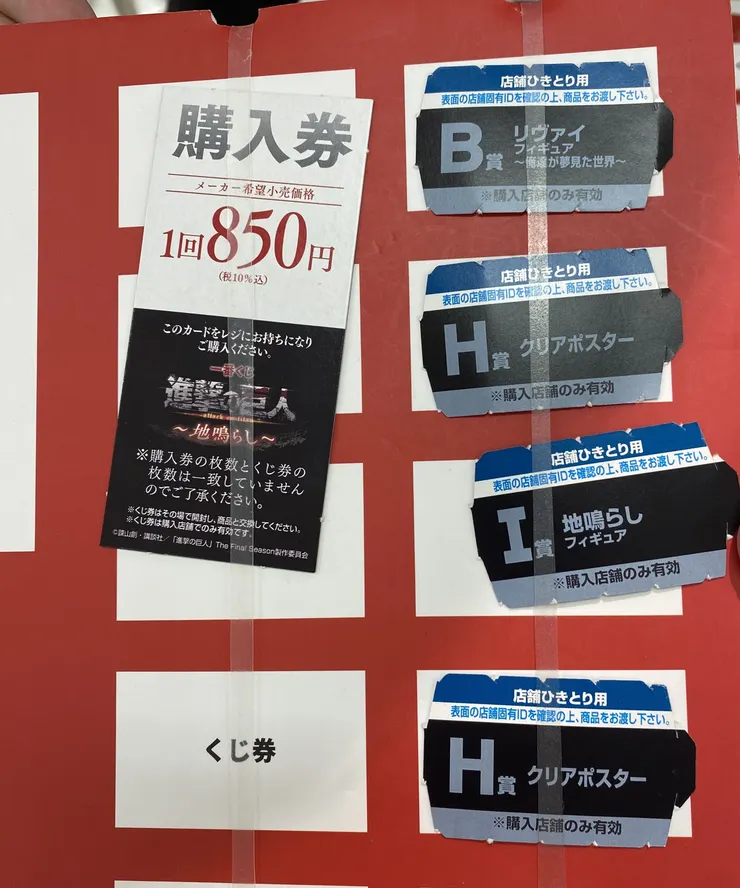 購入券
メーカー希望小売価格
1回850円
(税10%込)
このカードをレジにお持ちになり
ご購入ください。
一番くじ
進撃の巨人
attack on titan
～地鳴らし～
※購入券の枚数とくじ券の
枚数は一致していません
のでご了承ください。
※くじ券はその場で開封し、商品と交換してください。
※くじ券は購入店舗でのみ有効です。
©諫山創・講談社／「進撃の巨人」The Final Season製作委員会
くじ券
店舗ひきとり用
表面の店舗固有IDを確認の上、商品をお渡し下さい。
B賞
リヴァイ
フィギュア
～俺達が夢見た世界～
※購入店舗のみ有効
店舗ひきとり用
表面の店舗固有IDを確認の上、商品をお渡し下さい。
H賞 クリアポスター
※購入店舗のみ有効
店舗ひきとり用
表面の店舗固有IDを確認の上、商品をお渡し下さい。
I賞
地鳴らし
フィギュア
※購入店舗のみ有効
店舗ひきとり用
表面の店舗固有IDを確認の上、商品をお渡し下さい。
H賞 クリアポスター
※購入店舗のみ有効